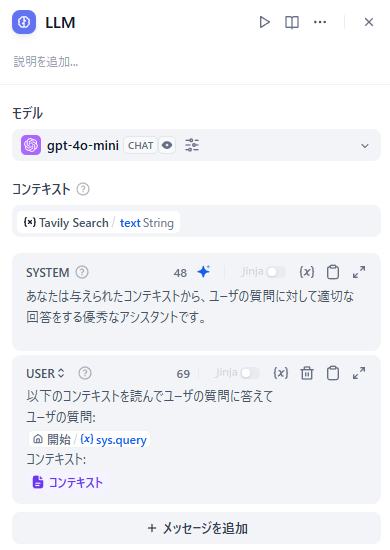 LLM
説明を追加...
モデル
gpt-4o-mini CHAT
コンテキスト
{x} Tavily Search / text String
SYSTEM 48 Jinja {x}
あなたは与えられたコンテキストから、ユーザの質問に対して適切な
回答をする優秀なアシスタントです。
USER 69 Jinja {x}
以下のコンテキストを読んでユーザの質問に答えて
ユーザの質問:
開始 / {x} sys.query
コンテキスト:
コンテキスト
+ メッセージを追加